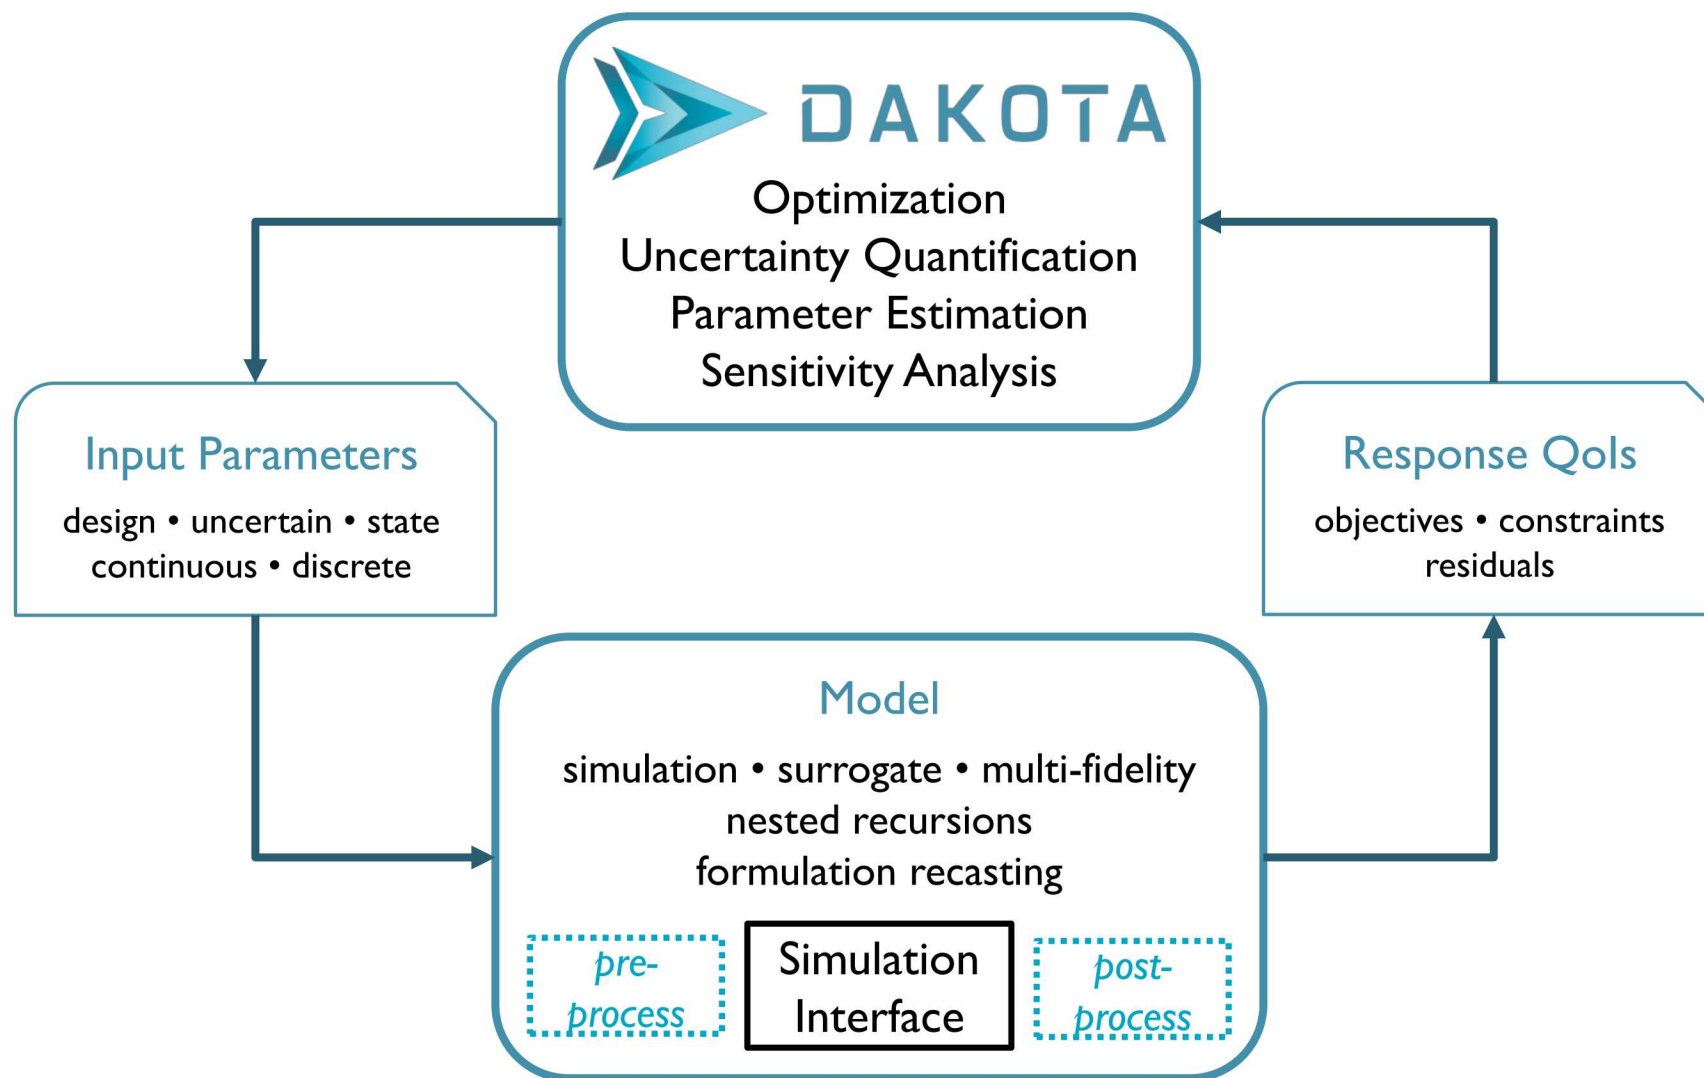 DAKOTA
Optimization
Uncertainty Quantification
Parameter Estimation
Sensitivity Analysis
Input Parameters
design • uncertain • state
continuous • discrete
Response QoIs
objectives • constraints
residuals
Model
simulation • surrogate • multi-fidelity
nested recursions
formulation recasting
pre-
process
Simulation
Interface
post-
process